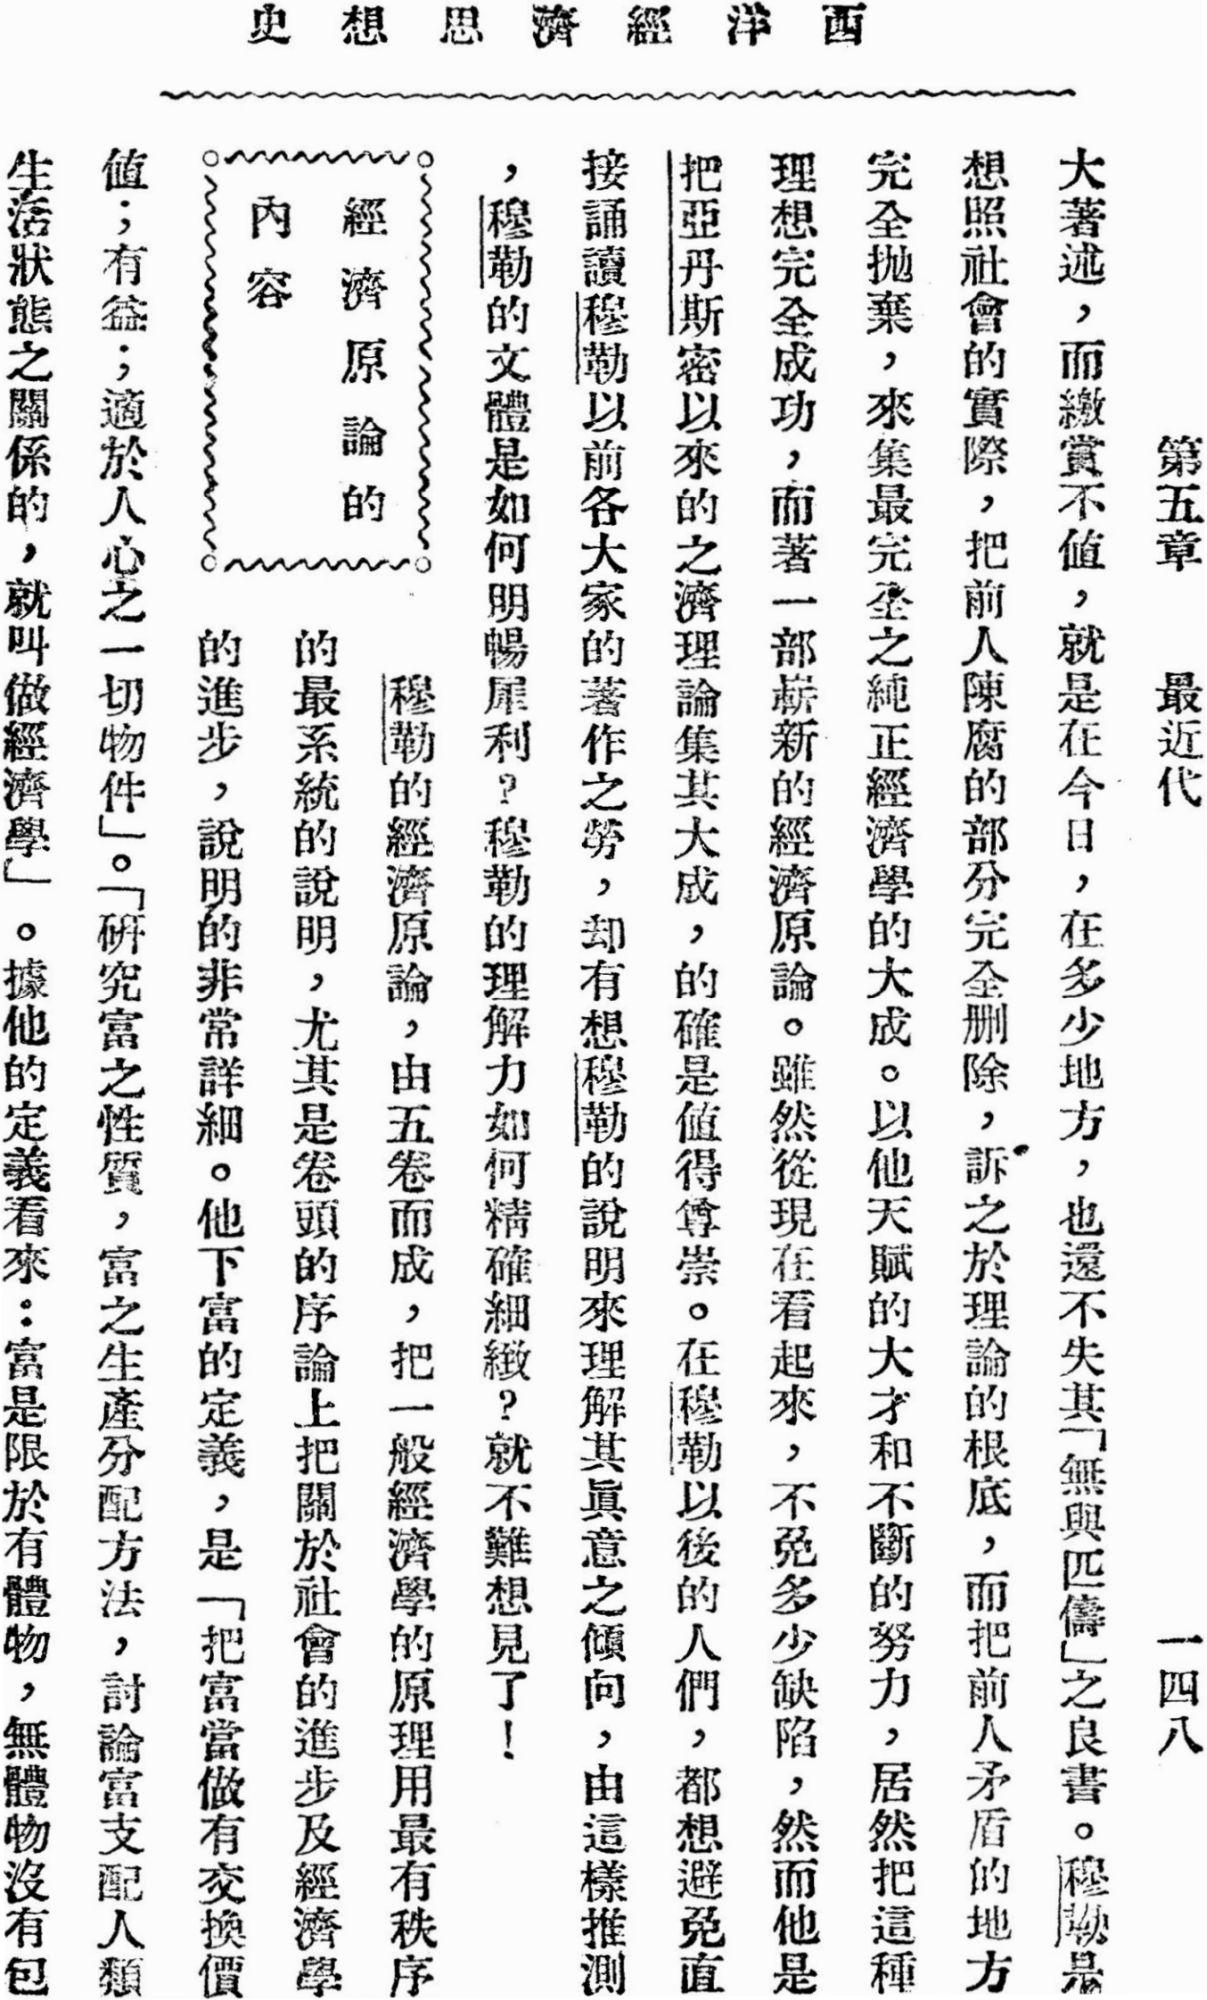 西洋經濟思想史
第五章 最近代 一四八
大著述，而繳賞不値，就是在今日，在多少地方，也還不失其「無與匹儔」之良書。穆勒是
想照社會的實際，把前人陳腐的部分完全删除，訴之於理論的根底，而把前人矛盾的地方
完全抛棄，來集最完全之純正經濟學的大成。以他天賦的大才和不斷的努力，居然把這種
理想完全成功，而著一部嶄新的經濟原論。雖然從現在看起來，不免多少缺陷，然而他是
把亞丹斯密以來的之濟理論集其大成，的確是値得尊崇。在穆勒以後的人們，都想避免直
接誦讀穆勒以前各大家的著作之勞，却有想穆勒的說明來理解其眞意之傾向，由這樣推測
，穆勒的文體是如何明暢犀利？穆勒的理解力如何精確細緻？就不難想見了！
經濟原論的
內容
穆勒的經濟原論，由五卷而成，把一般經濟學的原理用最有秩序
的最系統的說明，尤其是卷頭的序論上把關於社會的進步及經濟學
的進步，說明的非常詳細。他下富的定義，是「把富當做有交換價
値；有益；適於人心之一切物件」。「硏究富之性質，富之生產分配方法，討論富支配人類
生活狀態之關係的，就叫做經濟學」。據他的定義看來：富是限於有體物，無體物沒有包